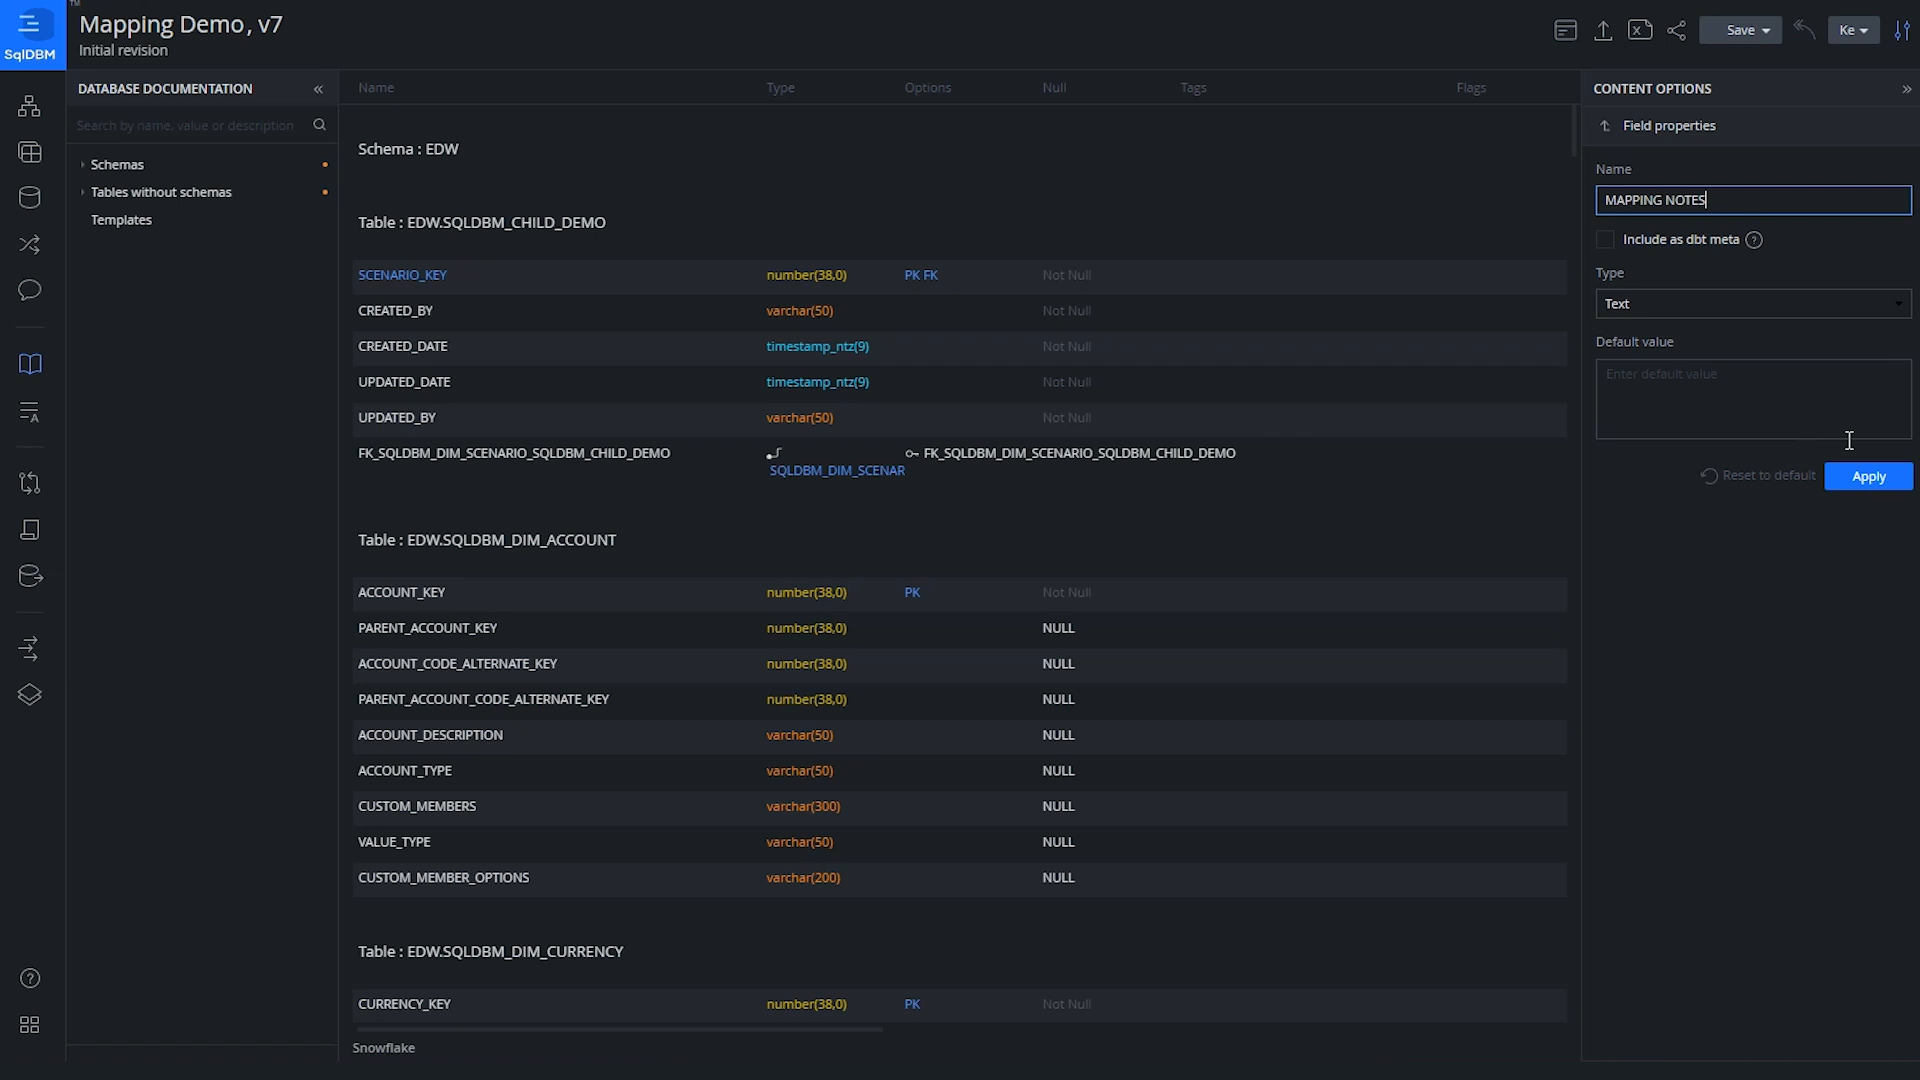 TM
SqlDBM
Mapping Demo, v7
Initial revision
Save
Ke
DATABASE DOCUMENTATION
Search by name, value or description
Schemas
Tables without schemas
Templates
Name Type Options Null Tags Flags
Schema : EDW
Table : EDW.SQLDBM_CHILD_DEMO
SCENARIO_KEY number(38,0) PK FK Not Null
CREATED_BY varchar(50) Not Null
CREATED_DATE timestamp_ntz(9) Not Null
UPDATED_DATE timestamp_ntz(9) Not Null
UPDATED_BY varchar(50) Not Null
FK_SQLDBM_DIM_SCENARIO_SQLDBM_CHILD_DEMO FK_SQLDBM_DIM_SCENARIO_SQLDBM_CHILD_DEMO
SQLDBM_DIM_SCENAR
Table : EDW.SQLDBM_DIM_ACCOUNT
ACCOUNT_KEY number(38,0) PK Not Null
PARENT_ACCOUNT_KEY number(38,0) NULL
ACCOUNT_CODE_ALTERNATE_KEY number(38,0) NULL
PARENT_ACCOUNT_CODE_ALTERNATE_KEY number(38,0) NULL
ACCOUNT_DESCRIPTION varchar(50) NULL
ACCOUNT_TYPE varchar(50) NULL
CUSTOM_MEMBERS varchar(300) NULL
VALUE_TYPE varchar(50) NULL
CUSTOM_MEMBER_OPTIONS varchar(200) NULL
Table : EDW.SQLDBM_DIM_CURRENCY
CURRENCY_KEY number(38,0) PK Not Null
Snowflake
CONTENT OPTIONS
Field properties
Name
MAPPING NOTES
Include as dbt meta ?
Type
Text
Default value
Enter default value
Reset to default Apply